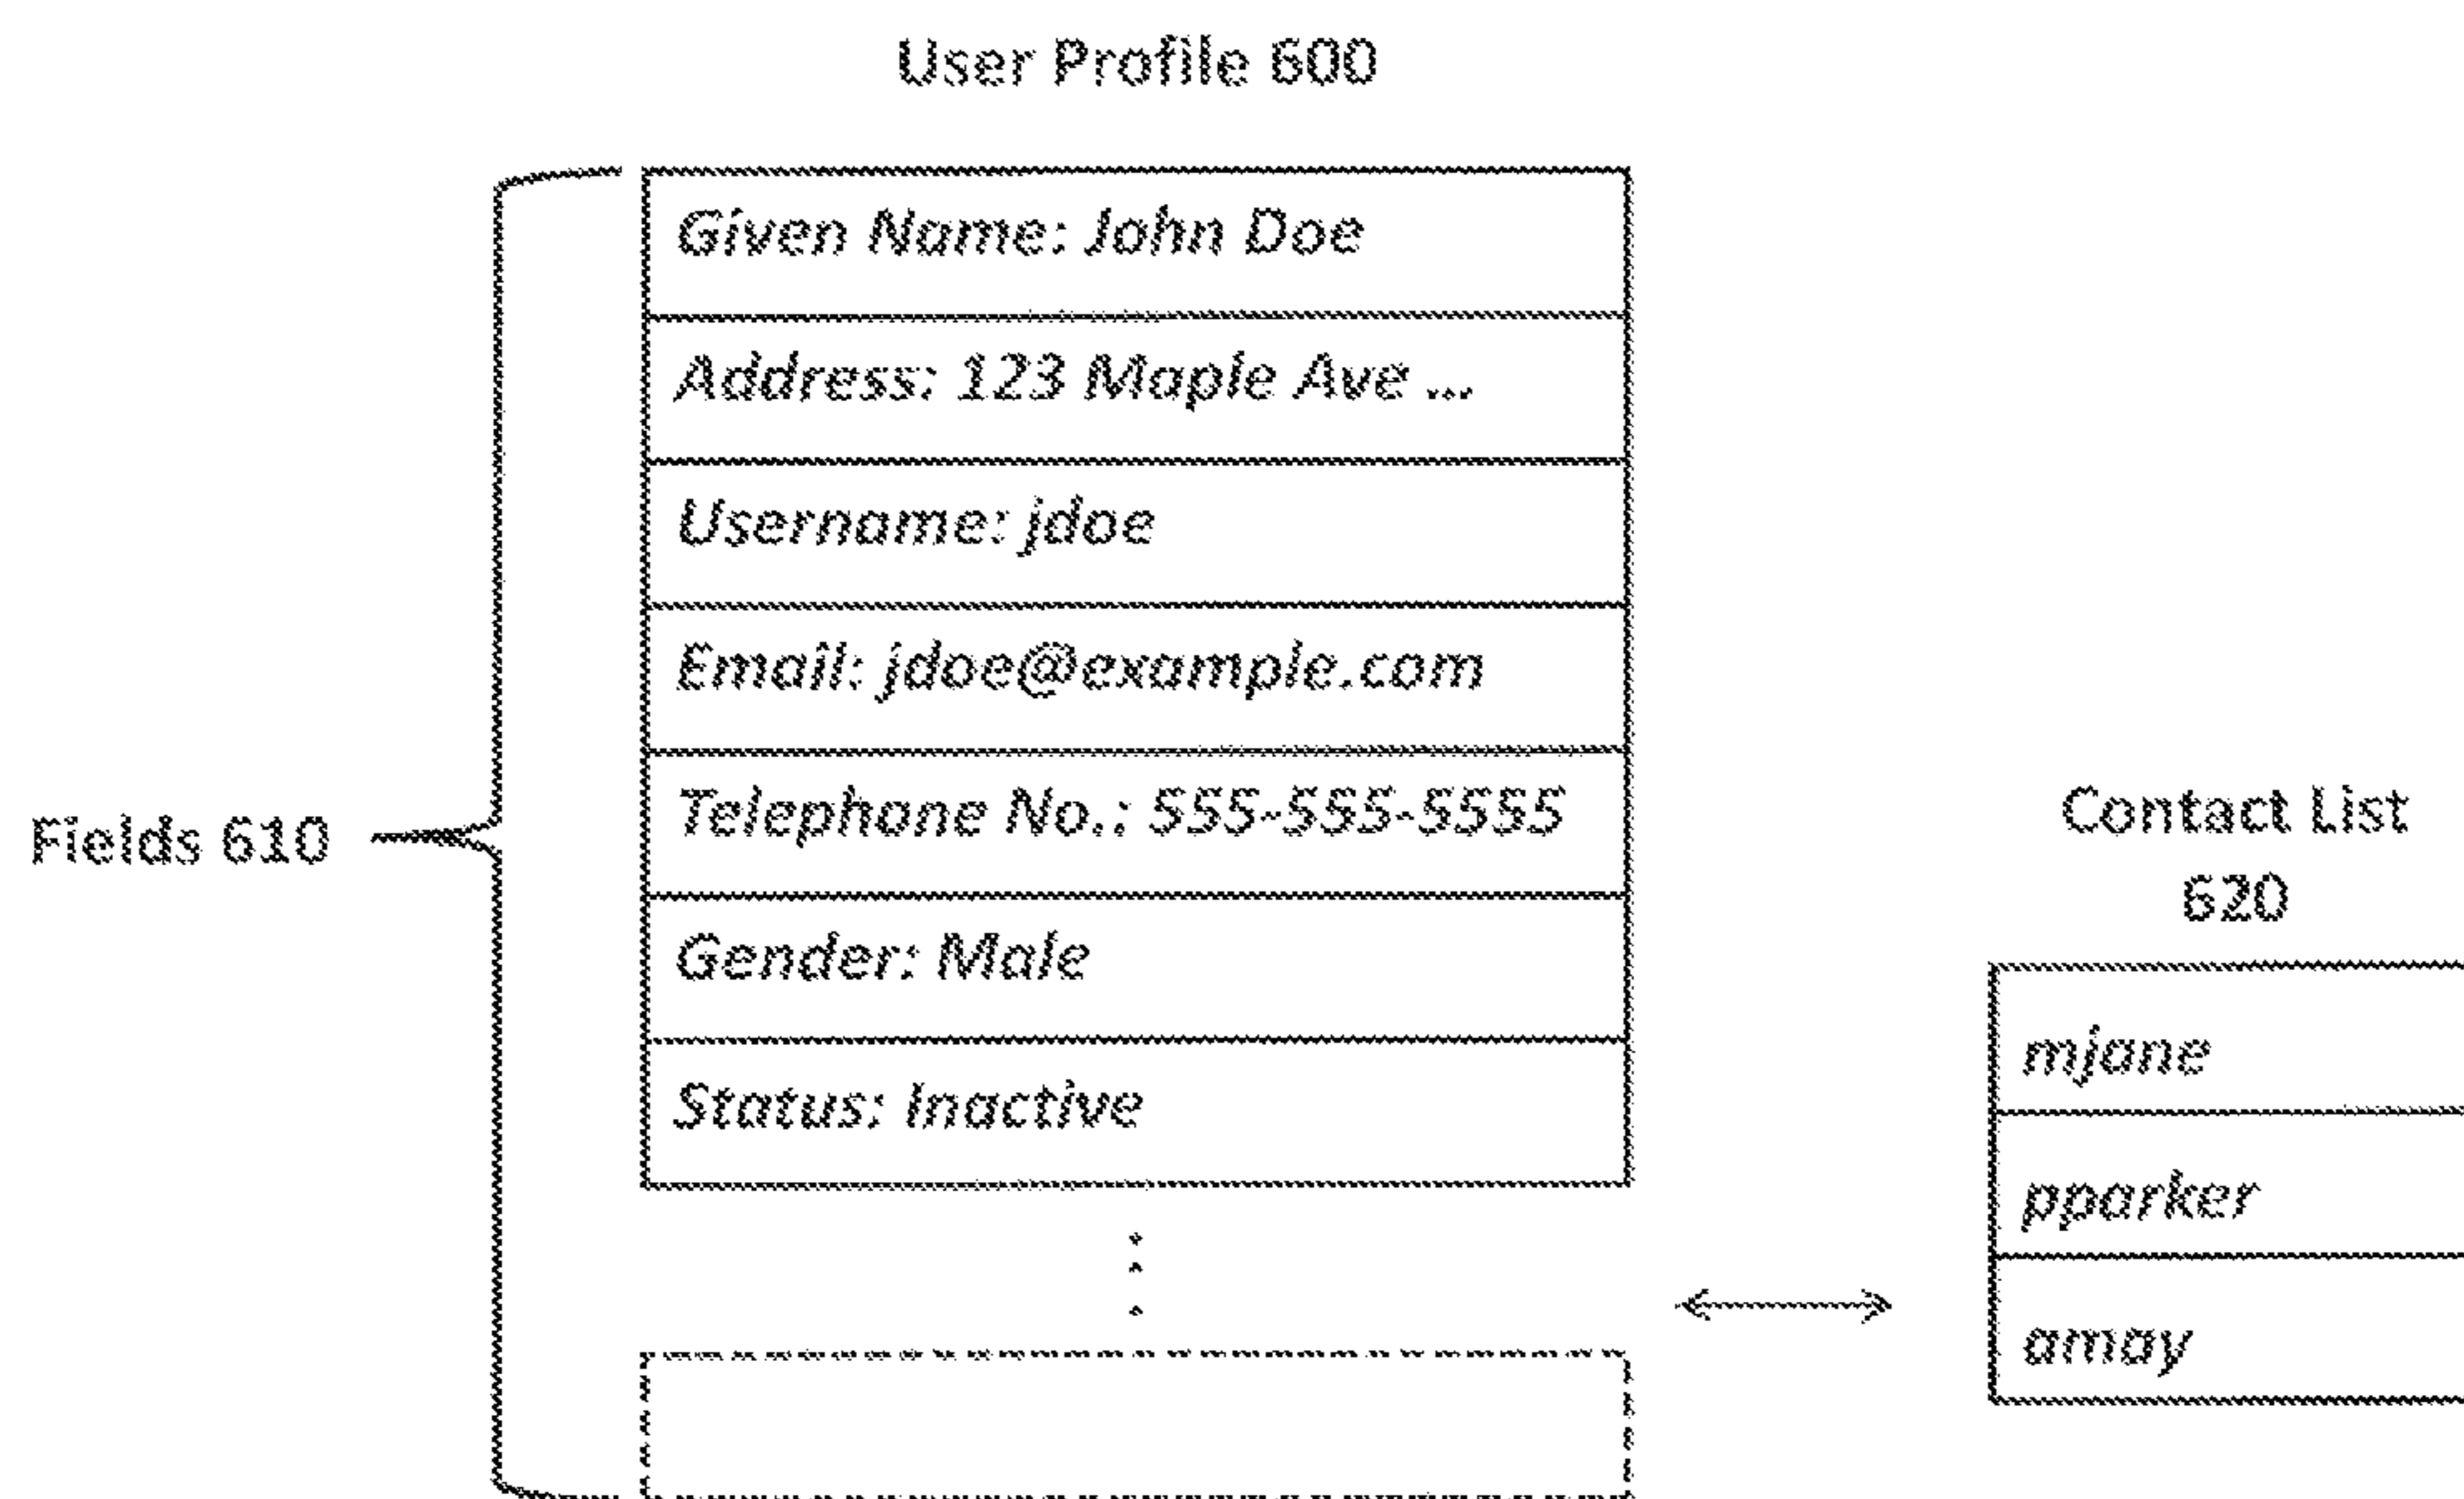 User Profile 600
Given Name: John Doe
Address: 123 Maple Ave ...
Username: jdoe
Email: jdoe@example.com
Telephone No.: 555-555-5555
Gender: Male
Status: Inactive
Fields 610
Contact List
620
mjane
pparker
amay